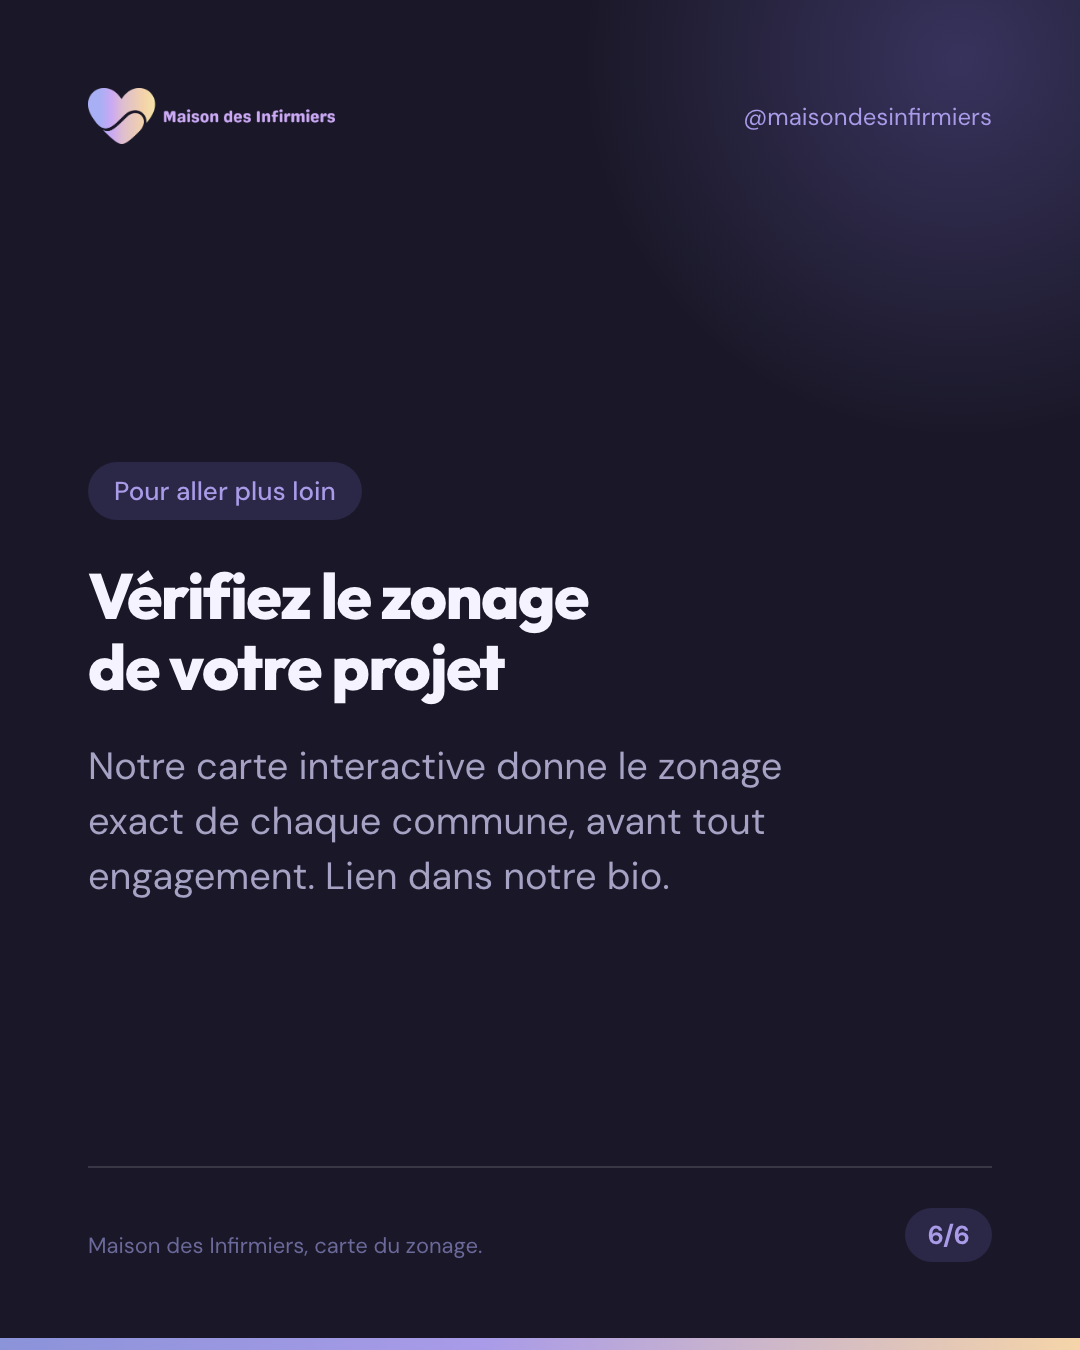 Maison des Infirmiers
@maisondesinfirmiers
Pour aller plus loin
Vérifiez le zonage
de votre projet
Notre carte interactive donne le zonage
exact de chaque commune, avant tout
engagement. Lien dans notre bio.
Maison des Infirmiers, carte du zonage.
6/6